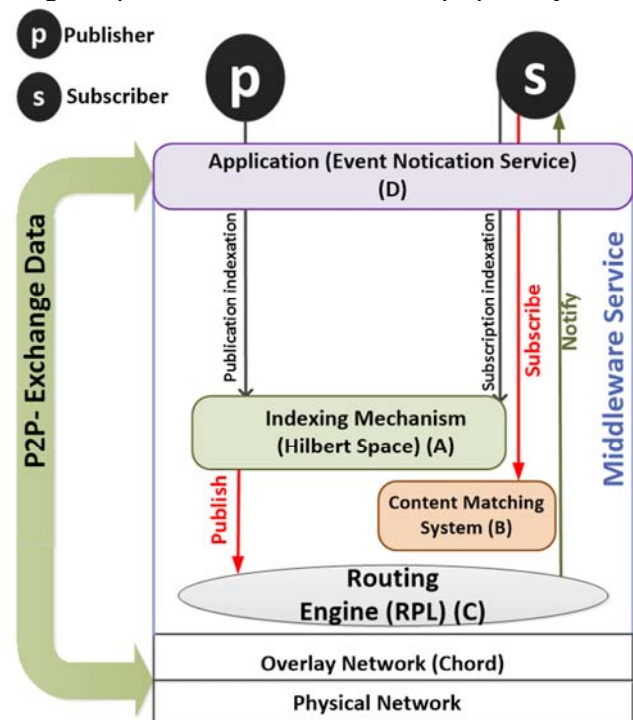 p Publisher
s Subscriber
p
s
Application (Event Notication Service)
(D)
P2P- Exchange Data
Publication indexation
Subscription indexation
Subscribe
Notify
Middleware Service
Indexing Mechanism
(Hilbert Space) (A)
Publish
Content Matching
System (B)
Routing
Engine (RPL) (C)
Overlay Network (Chord)
Physical Network